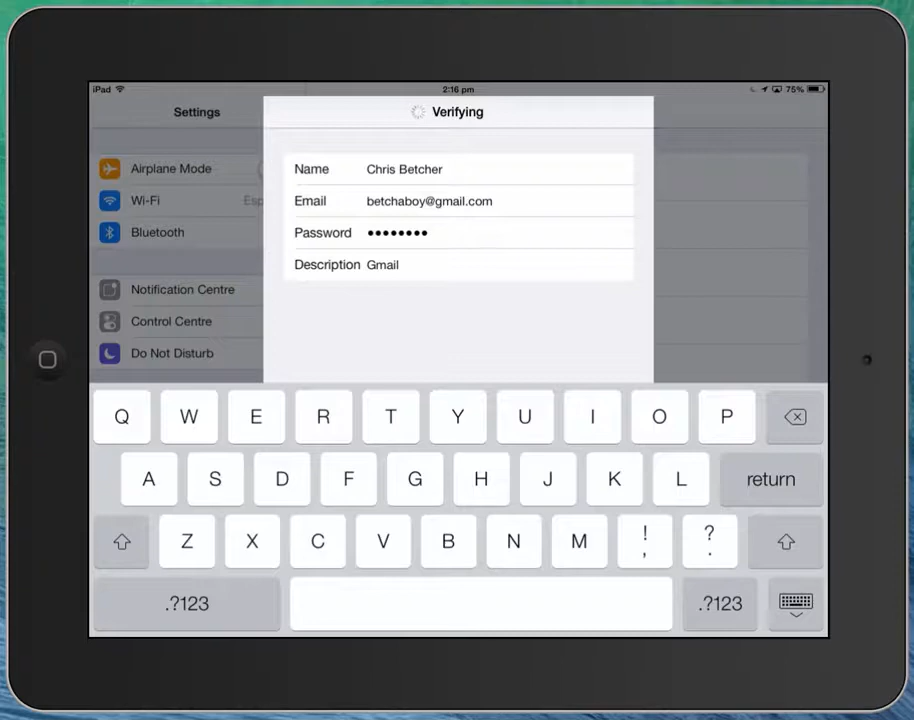 iPad 2:16 pm 75%
Settings
Verifying
Airplane Mode
Wi-Fi Esp
Bluetooth
Notification Centre
Control Centre
Do Not Disturb
Name Chris Betcher
Email betchaboy@gmail.com
Password ••••••••
Description Gmail
Q W E R T Y U I O P
A S D F G H J K L return
Z X C V B N M ! , ? .
.?123 .?123